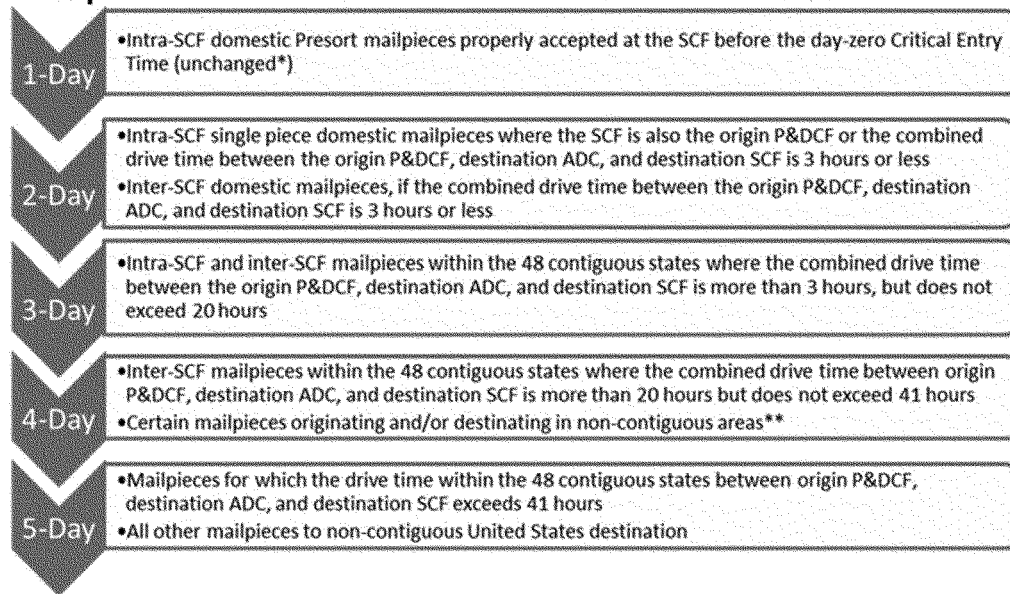 1-Day
•Intra-SCF domestic Presort mailpieces properly accepted at the SCF before the day-zero Critical Entry
Time (unchanged*)
2-Day
•Intra-SCF single piece domestic mailpieces where the SCF is also the origin P&DCF or the combined
drive time between the origin P&DCF, destination ADC, and destination SCF is 3 hours or less
•Inter-SCF domestic mailpieces, if the combined drive time between the origin P&DCF, destination
ADC, and destination SCF is 3 hours or less
3-Day
•Intra-SCF and inter-SCF mailpieces within the 48 contiguous states where the combined drive time
between the origin P&DCF, destination ADC, and destination SCF is more than 3 hours, but does not
exceed 20 hours
4-Day
•Inter-SCF mailpieces within the 48 contiguous states where the combined drive time between origin
P&DCF, destination ADC, and destination SCF is more than 20 hours but does not exceed 41 hours
•Certain mailpieces originating and/or destinating in non-contiguous areas**
5-Day
•Mailpieces for which the drive time within the 48 contiguous states between origin P&DCF,
destination ADC, and destination SCF exceeds 41 hours
•All other mailpieces to non-contiguous United States destination